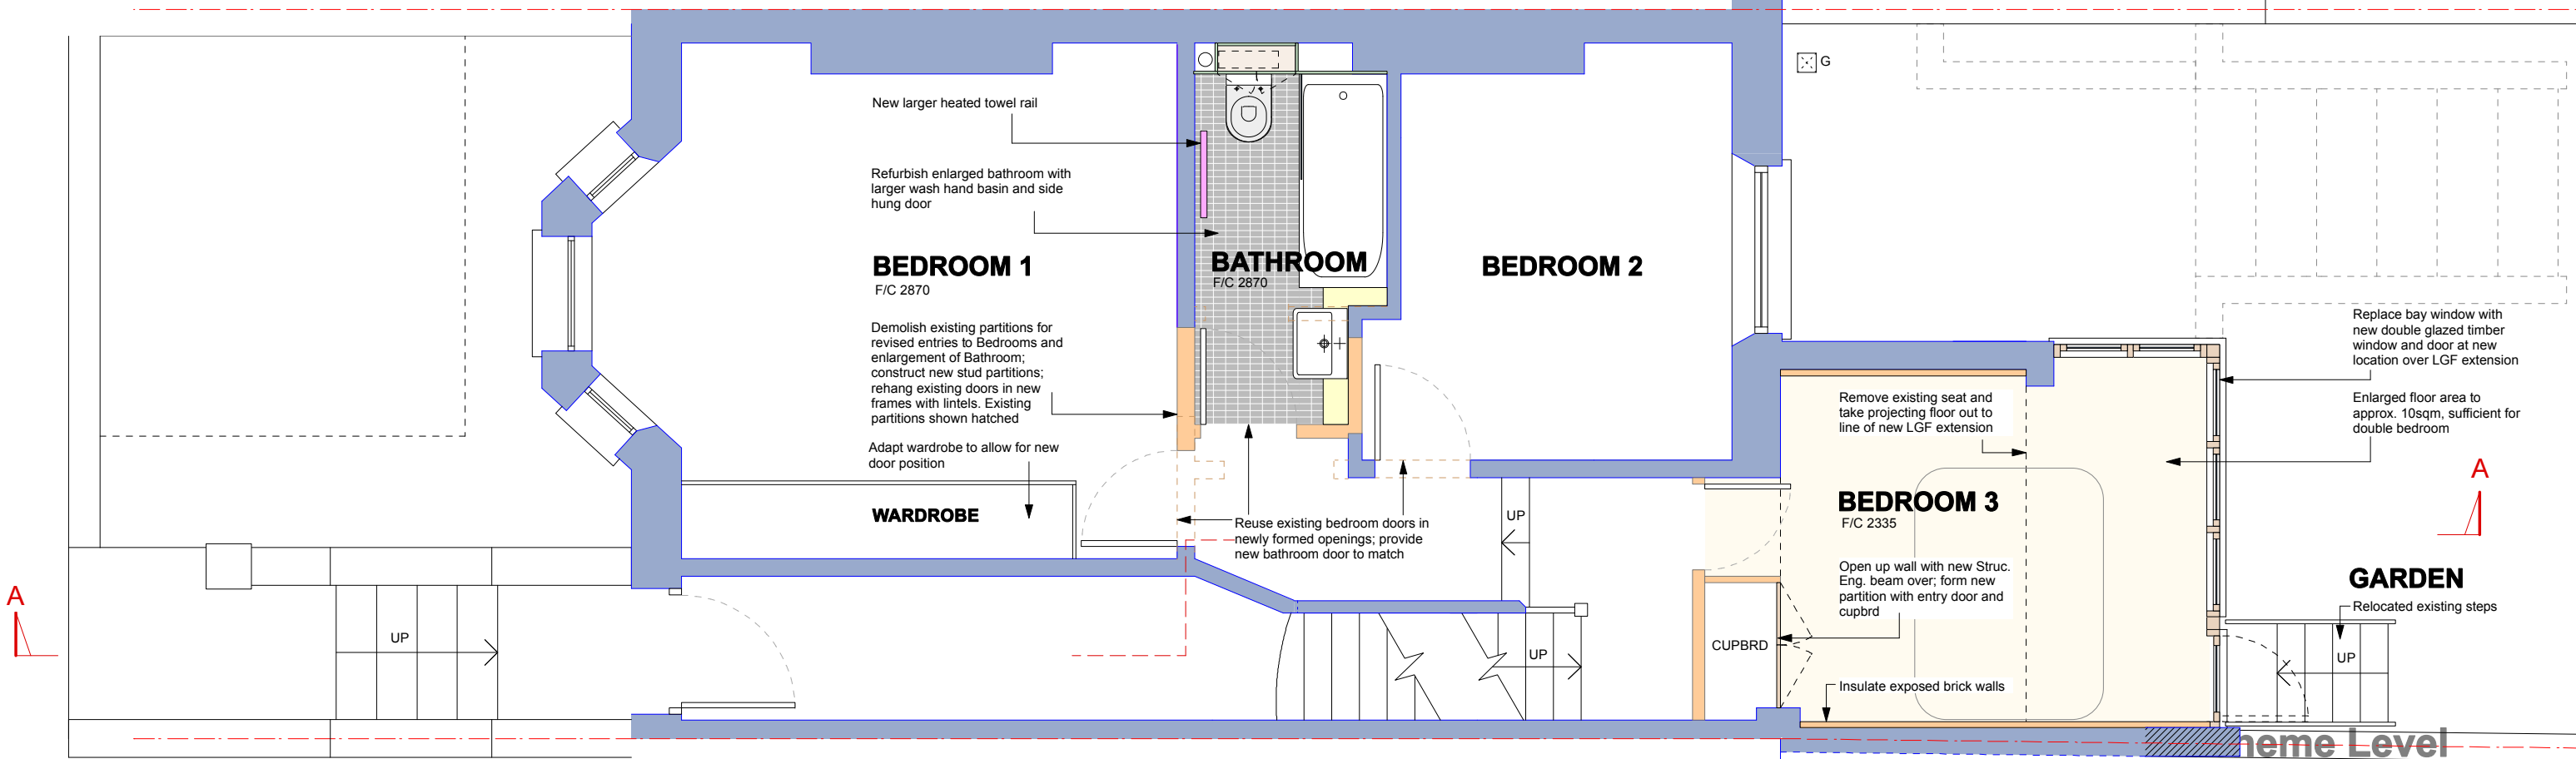 G
New larger heated towel rail
Refurbish enlarged bathroom with
larger wash hand basin and side
hung door
BEDROOM 1
F/C 2870
BATHROOM
F/C 2870
BEDROOM 2
Demolish existing partitions for
revised entries to Bedrooms and
enlargement of Bathroom;
construct new stud partitions;
rehang existing doors in new
frames with lintels. Existing
partitions shown hatched
Adapt wardrobe to allow for new
door position
WARDROBE
Reuse existing bedroom doors in
newly formed openings; provide
new bathroom door to match
UP
UP
UP
Remove existing seat and
take projecting floor out to
line of new LGF extension
BEDROOM 3
F/C 2335
Open up wall with new Struc.
Eng. beam over; form new
partition with entry door and
cupbrd
CUPBRD
Insulate exposed brick walls
Replace bay window with
new double glazed timber
window and door at new
location over LGF extension
Enlarged floor area to
approx. 10sqm, sufficient for
double bedroom
A
A
GARDEN
Relocated existing steps
UP
Level